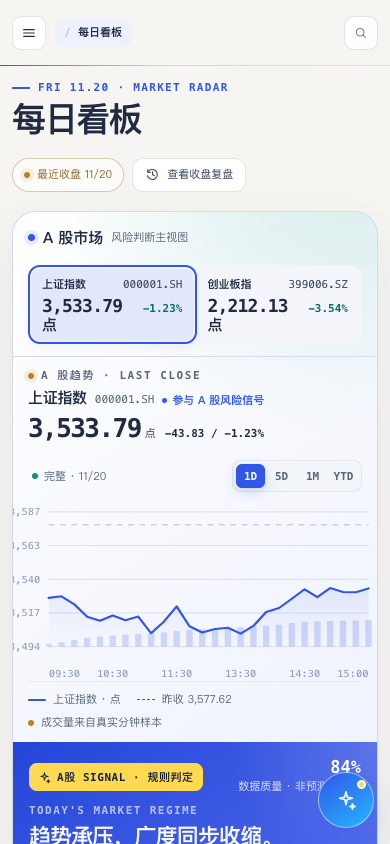 / 每日看板
FRI 11.20 · MARKET RADAR
每日看板
最近收盘 11/20
查看收盘复盘
A 股市场 风险判断主视图
上证指数 000001.SH
3,533.79 点 -1.23%
创业板指 399006.SZ
2,212.13 点 -3.54%
A 股趋势 · LAST CLOSE
上证指数 000001.SH 参与 A 股风险信号
3,533.79 点 -43.83 / -1.23%
完整 · 11/20
1D 5D 1M YTD
,587
,563
,540
,517
,494
09:30 10:30 11:30 13:30 14:30 15:00
上证指数 · 点 昨收 3,577.62
成交量来自真实分钟样本
A股 SIGNAL · 规则判定
84%
数据质量 · 非预
TODAY'S MARKET REGIME
趋势承压，广度同步收缩。